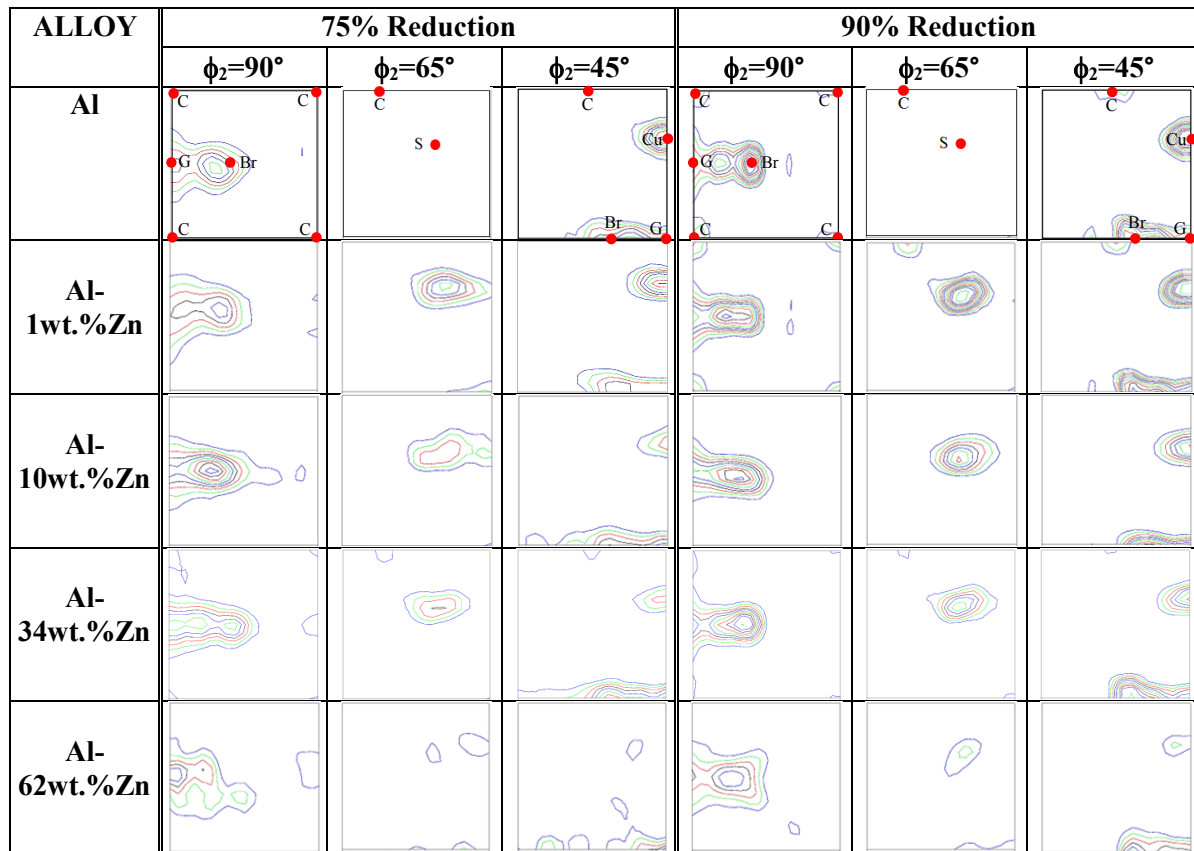 ALLOY 75% Reduction 90% Reduction
ϕ2=90° ϕ2=65° ϕ2=45° ϕ2=90° ϕ2=65° ϕ2=45°
Al
C C C C C C C C
S Cu S Cu
G Br G Br
C C Br G C C Br G
Al-
1wt.%Zn
Al-
10wt.%Zn
Al-
34wt.%Zn
Al-
62wt.%Zn